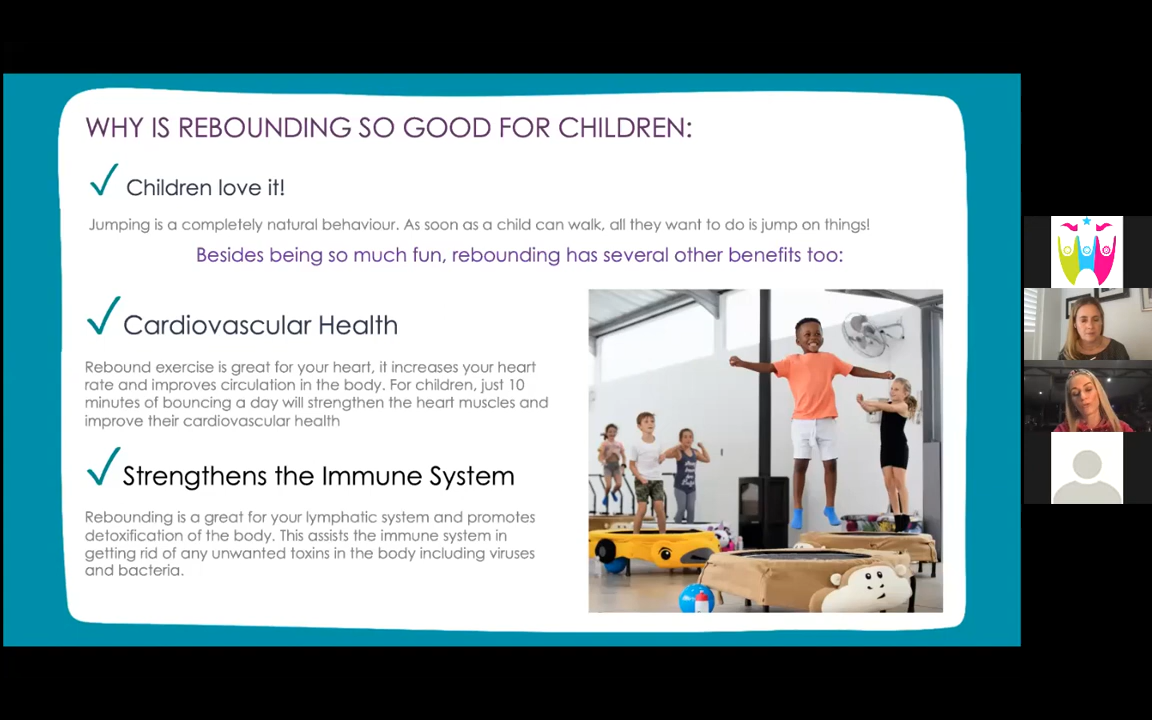 WHY IS REBOUNDING SO GOOD FOR CHILDREN:
Children love it!
Jumping is a completely natural behaviour. As soon as a child can walk, all they want to do is jump on things!
Besides being so much fun, rebounding has several other benefits too:
Cardiovascular Health
Rebound exercise is great for your heart, it increases your heart
rate and improves circulation in the body. For children, just 10
minutes of bouncing a day will strengthen the heart muscles and
improve their cardiovascular health
Strengthens the Immune System
Rebounding is a great for your lymphatic system and promotes
detoxification of the body. This assists the immune system in
getting rid of any unwanted toxins in the body including viruses
and bacteria.